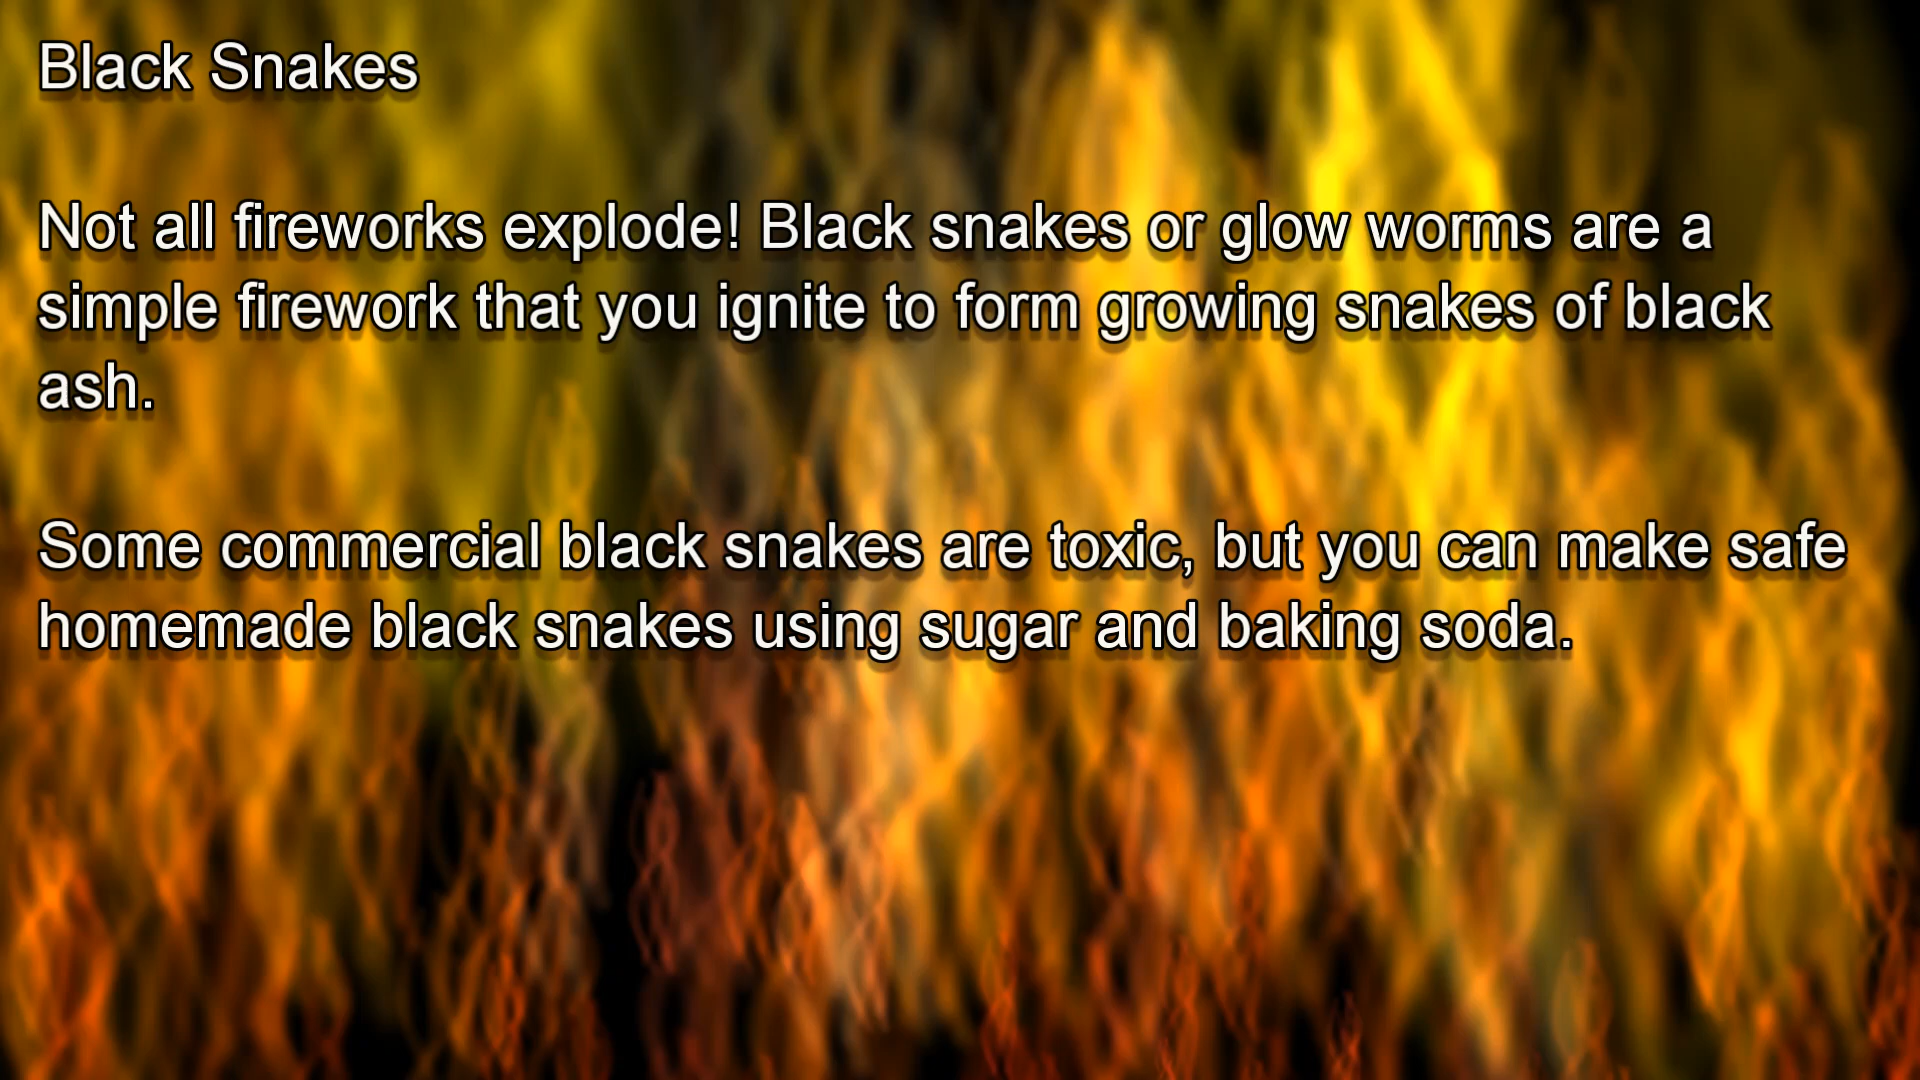 Black Snakes
Not all fireworks explode! Black snakes or glow worms are a
simple firework that you ignite to form growing snakes of black
ash.
Some commercial black snakes are toxic, but you can make safe
homemade black snakes using sugar and baking soda.